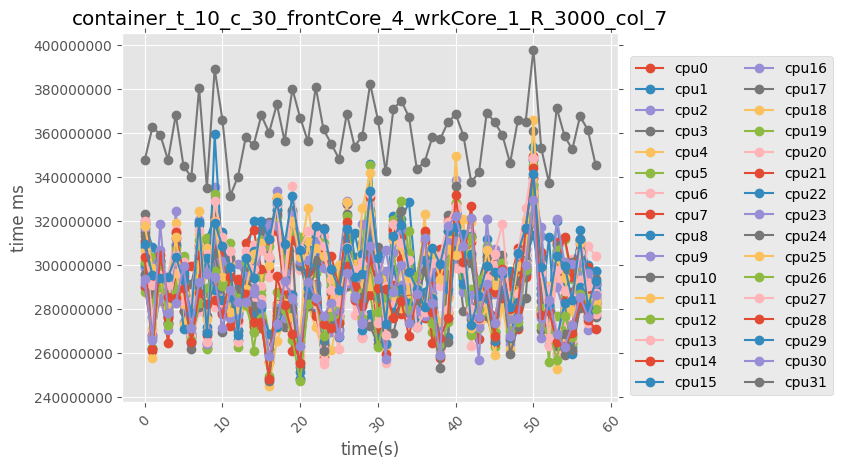 container_t_10_c_30_frontCore_4_wrkCore_1_R_3000_col_7
time ms
400000000
380000000
360000000
340000000
320000000
300000000
280000000
260000000
240000000
0
10
20
30
40
50
60
time(s)
cpu0
cpu1
cpu2
cpu3
cpu4
cpu5
cpu6
cpu7
cpu8
cpu9
cpu10
cpu11
cpu12
cpu13
cpu14
cpu15
cpu16
cpu17
cpu18
cpu19
cpu20
cpu21
cpu22
cpu23
cpu24
cpu25
cpu26
cpu27
cpu28
cpu29
cpu30
cpu31